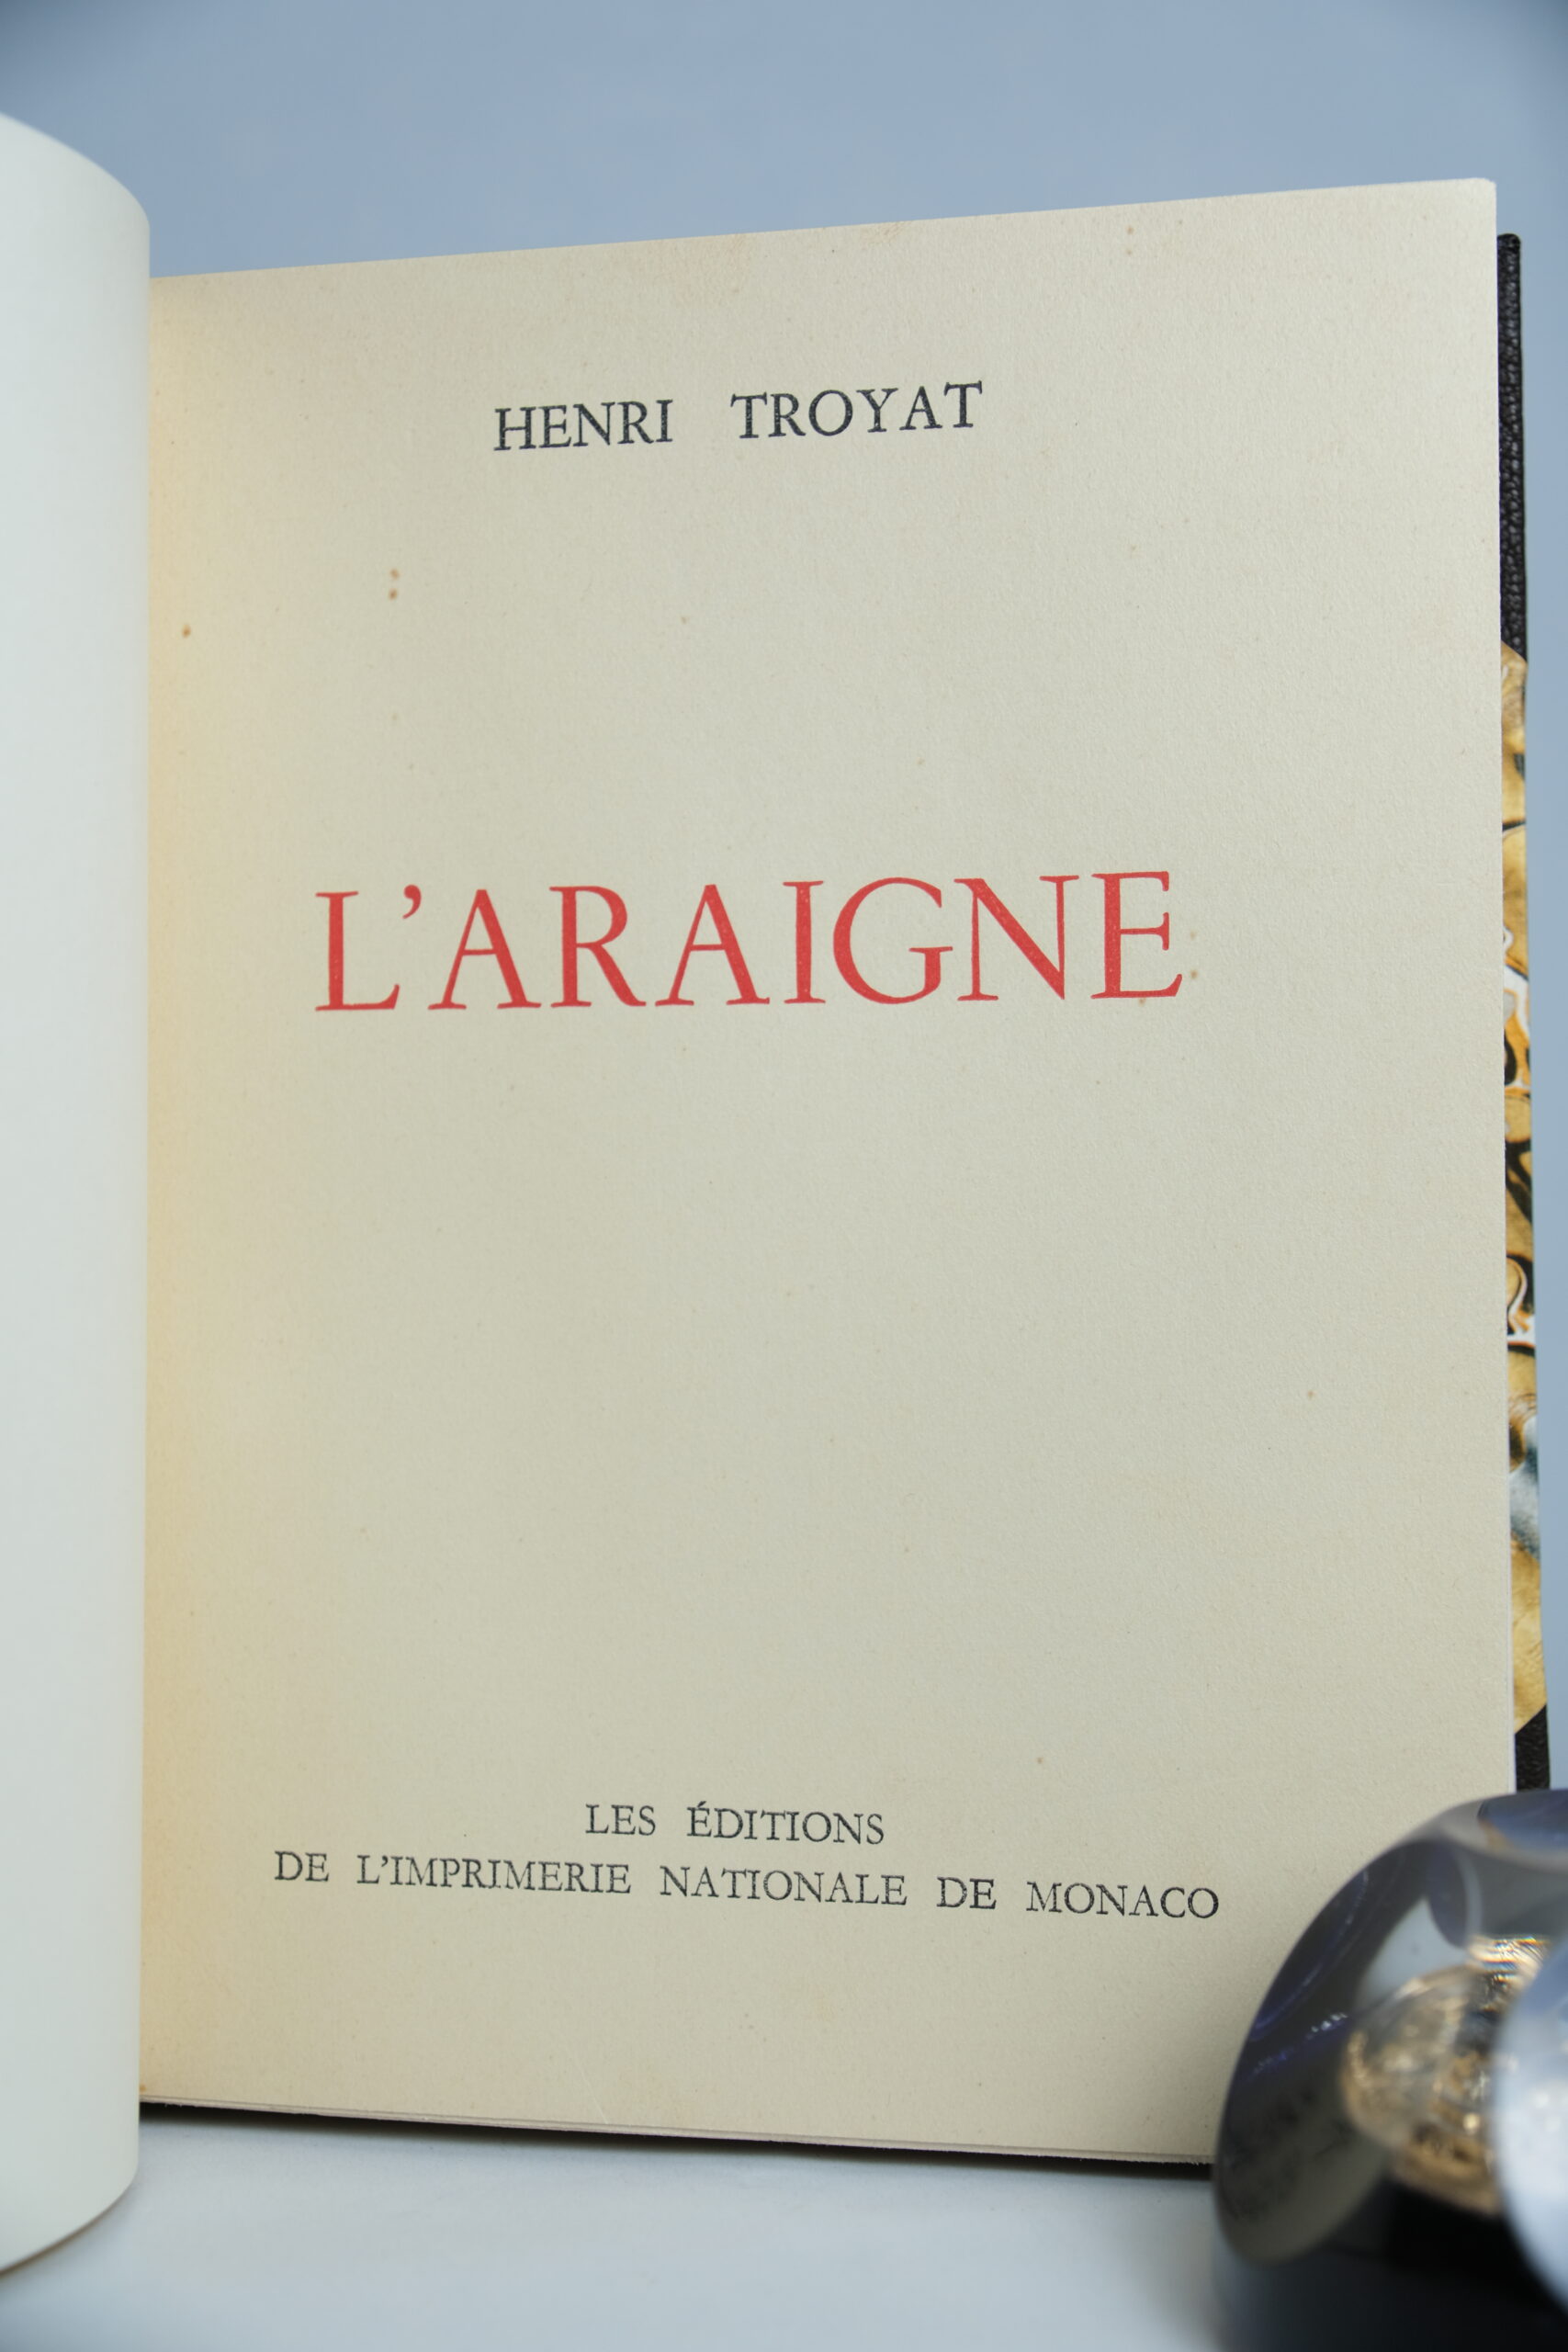 HENRI TROYAT
L’ARAIGNE
LES ÉDITIONS
DE L’IMPRIMERIE NATIONALE DE MONACO